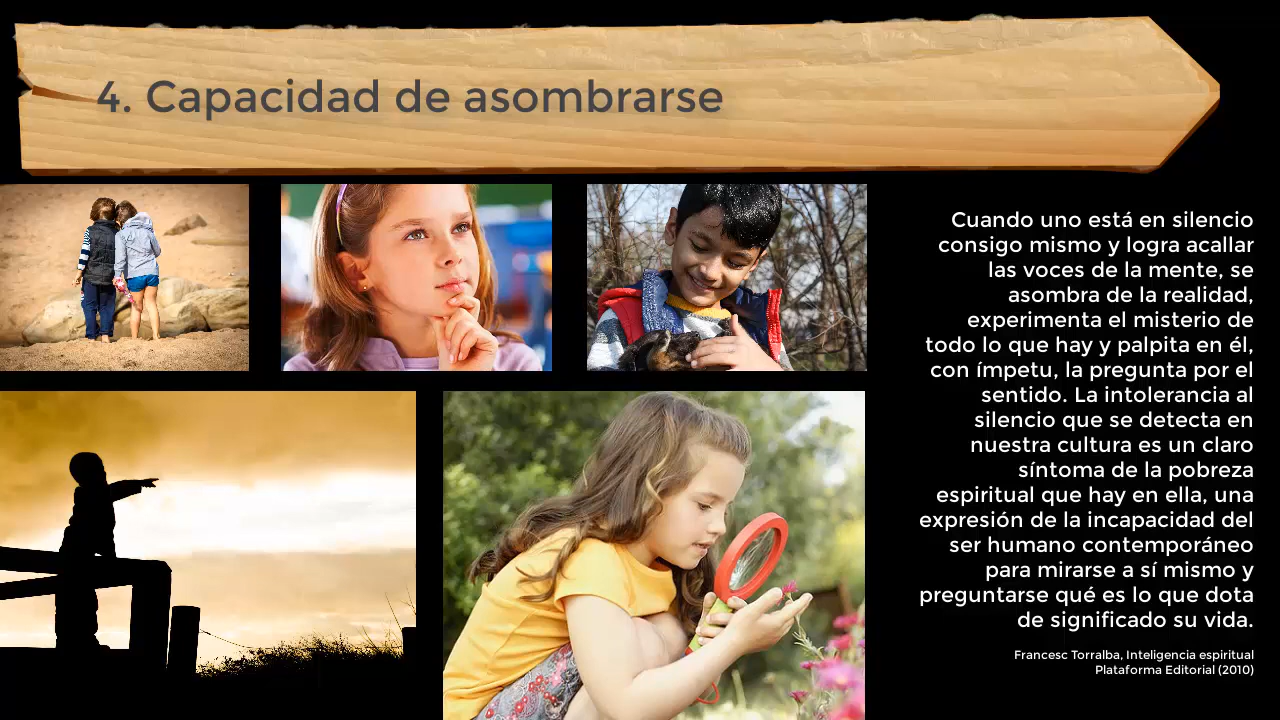 4. Capacidad de asombrarse
Cuando uno está en silencio
consigo mismo y logra acallar
las voces de la mente, se
asombra de la realidad,
experimenta el misterio de
todo lo que hay y palpita en él,
con ímpetu, la pregunta por el
sentido. La intolerancia al
silencio que se detecta en
nuestra cultura es un claro
síntoma de la pobreza
espiritual que hay en ella, una
expresión de la incapacidad del
ser humano contemporáneo
para mirarse a sí mismo y
preguntarse qué es lo que dota
de significado su vida.
Francesc Torralba, Inteligencia espiritual
Plataforma Editorial (2010)